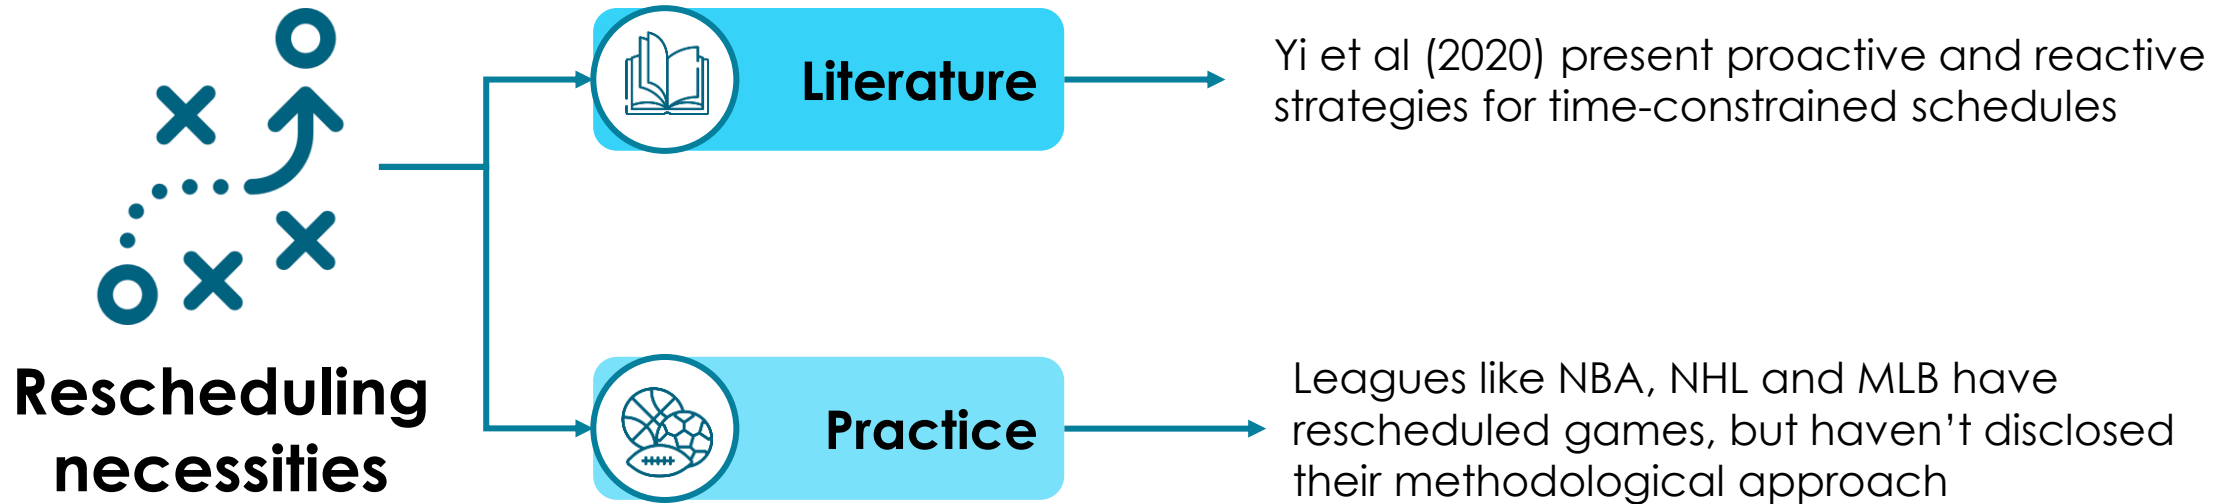 Rescheduling
necessities
Literature
Yi et al (2020) present proactive and reactive
strategies for time-constrained schedules
Practice
Leagues like NBA, NHL and MLB have
rescheduled games, but haven’t disclosed
their methodological approach